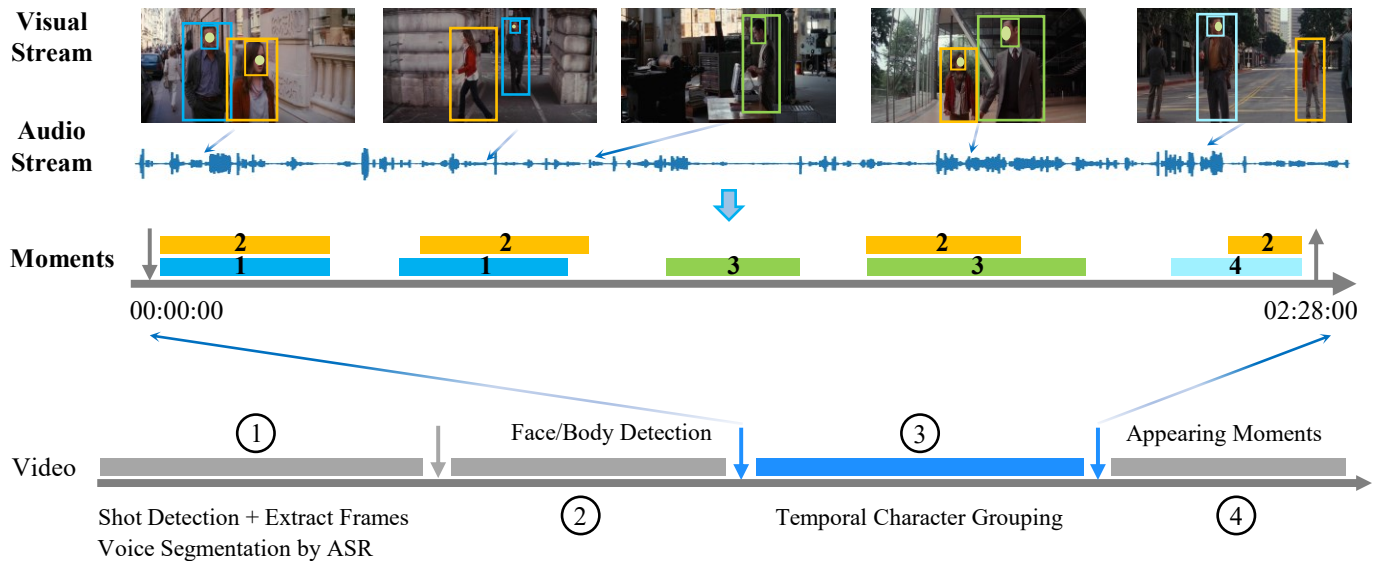 Visual
Stream
Audio
Stream
Moments
2
2
2
2
1
1
3
3
4
00:00:00
02:28:00
1
Face/Body Detection
3
Appearing Moments
Video
Shot Detection + Extract Frames
Voice Segmentation by ASR
2
Temporal Character Grouping
4